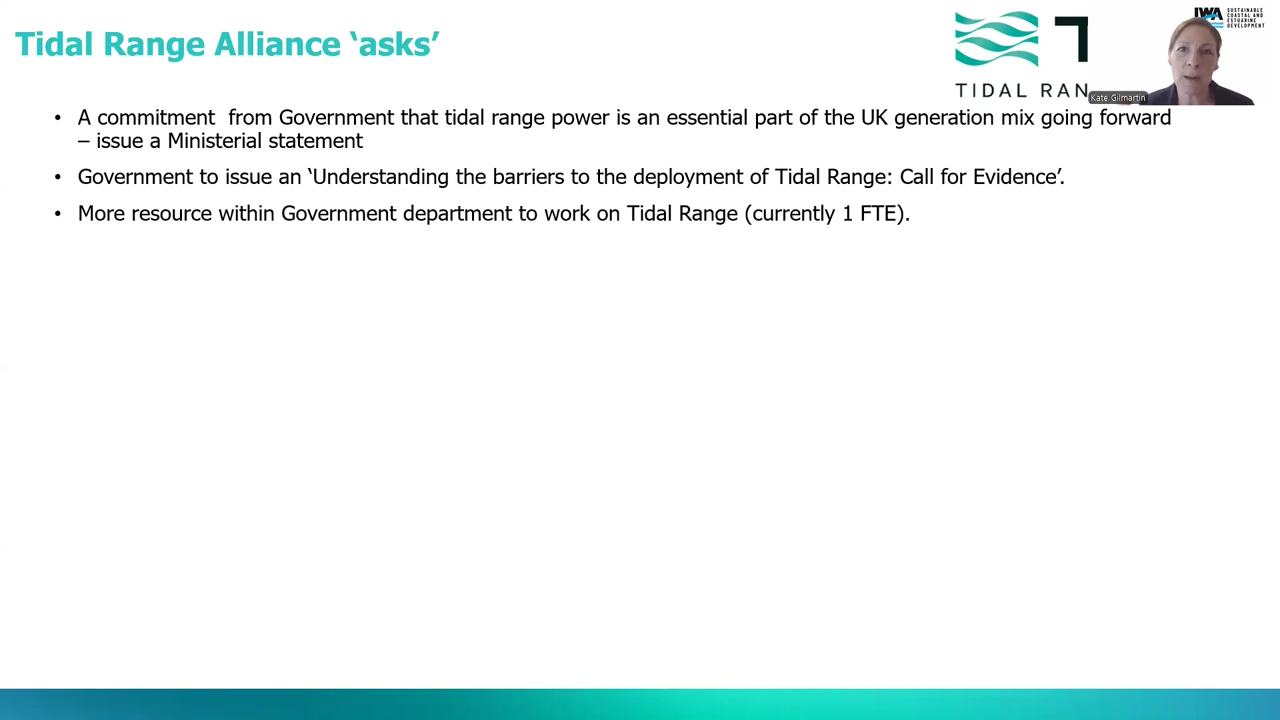 Tidal Range Alliance ‘asks’
IWA
SUSTAINABLE
COASTAL AND
ESTUARINE
DEVELOPMENT
TIDAL RAN
Kate Gilmartin
• A commitment  from Government that tidal range power is an essential part of the UK generation mix going forward
– issue a Ministerial statement
• Government to issue an ‘Understanding the barriers to the deployment of Tidal Range: Call for Evidence’.
• More resource within Government department to work on Tidal Range (currently 1 FTE).